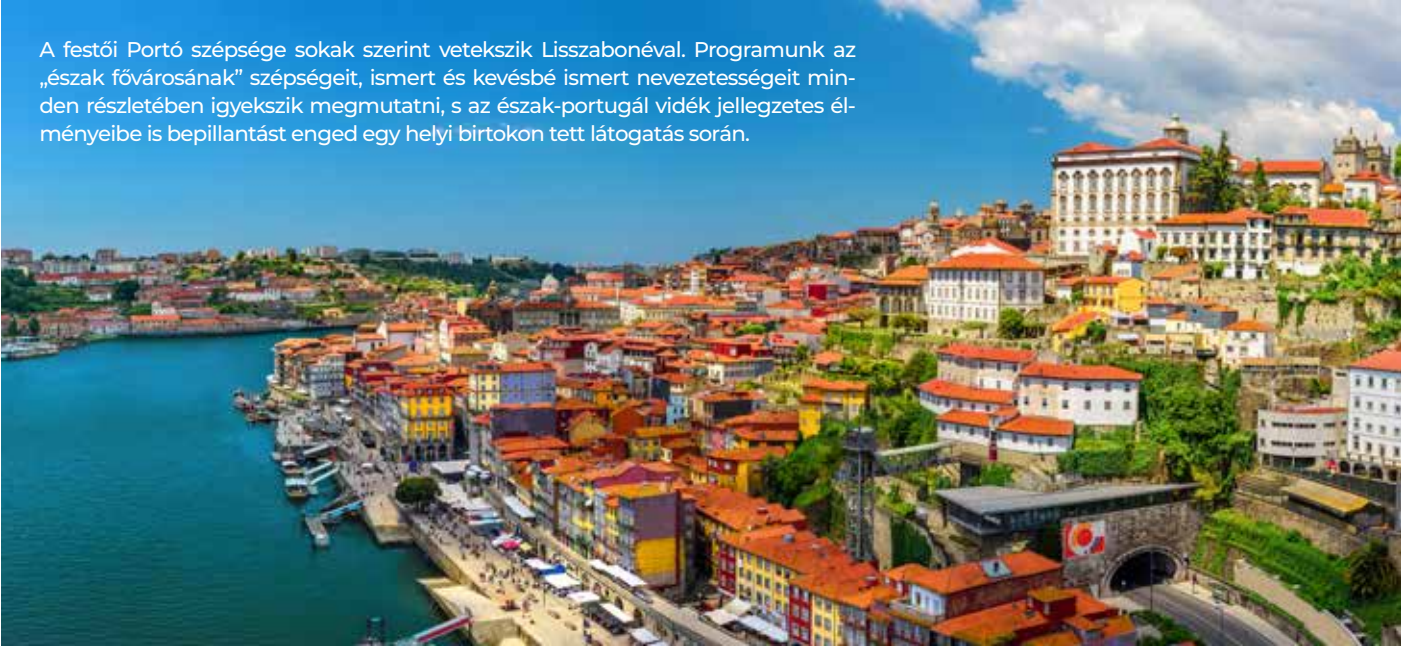 A festői Portó szépsége sokak szerint vetekszik Lisszabonéval. Programunk az
„észak fővárosának” szépségeit, ismert és kevésbé ismert nevezetességeit min-
den részletében igyekszik megmutatni, s az észak-portugál vidék jellegzetes él-
ményeibe is bepillantást enged egy helyi birtokon tett látogatás során.